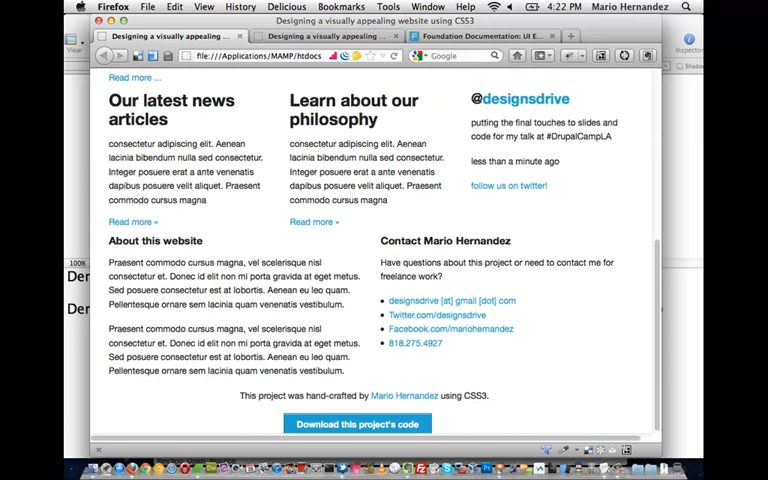 Firefox File Edit View History Delicious Bookmarks Tools Window Help 4:22 PM Mario Hernandez
Designing a visually appealing website using CSS3
Designing a visually appealing ... Designing a visually appealing ... Foundation Documentation: UI E...
file:///Applications/MAMP/htdocs Google
View Inspector
Read more ...
Our latest news
articles
consectetur adipiscing elit. Aenean
lacinia bibendum nulla sed consectetur.
Integer posuere erat a ante venenatis
dapibus posuere velit aliquet. Praesent
commodo cursus magna
Read more »
Learn about our
philosophy
consectetur adipiscing elit. Aenean
lacinia bibendum nulla sed consectetur.
Integer posuere erat a ante venenatis
dapibus posuere velit aliquet. Praesent
commodo cursus magna
Read more »
@designsdrive
putting the final touches to slides and
code for my talk at #DrupalCampLA
less than a minute ago
follow us on twitter!
About this website
Praesent commodo cursus magna, vel scelerisque nisl
consectetur et. Donec id elit non mi porta gravida at eget metus.
Sed posuere consectetur est at lobortis. Aenean eu leo quam.
Pellentesque ornare sem lacinia quam venenatis vestibulum.
Praesent commodo cursus magna, vel scelerisque nisl
consectetur et. Donec id elit non mi porta gravida at eget metus.
Sed posuere consectetur est at lobortis. Aenean eu leo quam.
Pellentesque ornare sem lacinia quam venenatis vestibulum.
Contact Mario Hernandez
Have questions about this project or need to contact me for
freelance work?
designsdrive [at] gmail [dot] com
Twitter.com/designsdrive
Facebook.com/mariohernandez
818.275.4927
100%
This project was hand-crafted by Mario Hernandez using CSS3.
Download this project's code